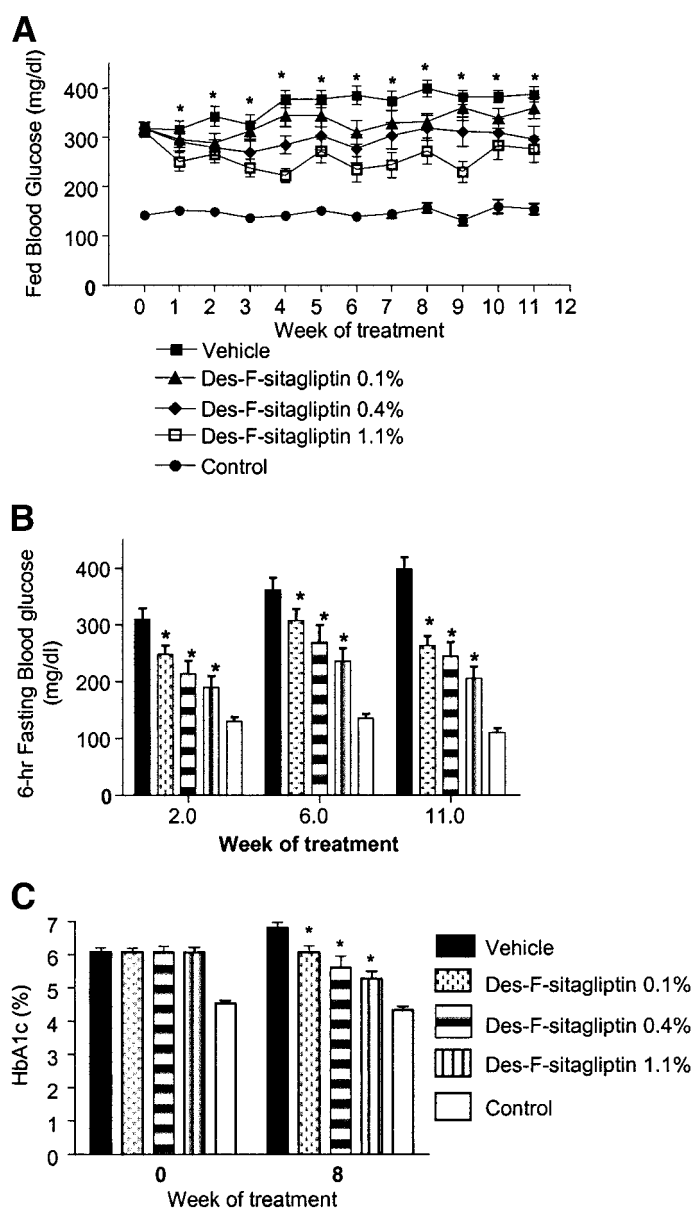 A
Fed Blood Glucose (mg/dl)
400
300
200
100
0
* * * * * * * * * * *
0 1 2 3 4 5 6 7 8 9 10 11 12
Week of treatment
Vehicle
Des-F-sitagliptin 0.1%
Des-F-sitagliptin 0.4%
Des-F-sitagliptin 1.1%
Control
B
6-hr Fasting Blood glucose
(mg/dl)
400
300
200
100
0
* * * * * * * * *
2.0 6.0 11.0
Week of treatment
C
HbA1c (%)
7
6
5
4
3
2
1
0
* * *
0 8
Week of treatment
Vehicle
Des-F-sitagliptin 0.1%
Des-F-sitagliptin 0.4%
Des-F-sitagliptin 1.1%
Control